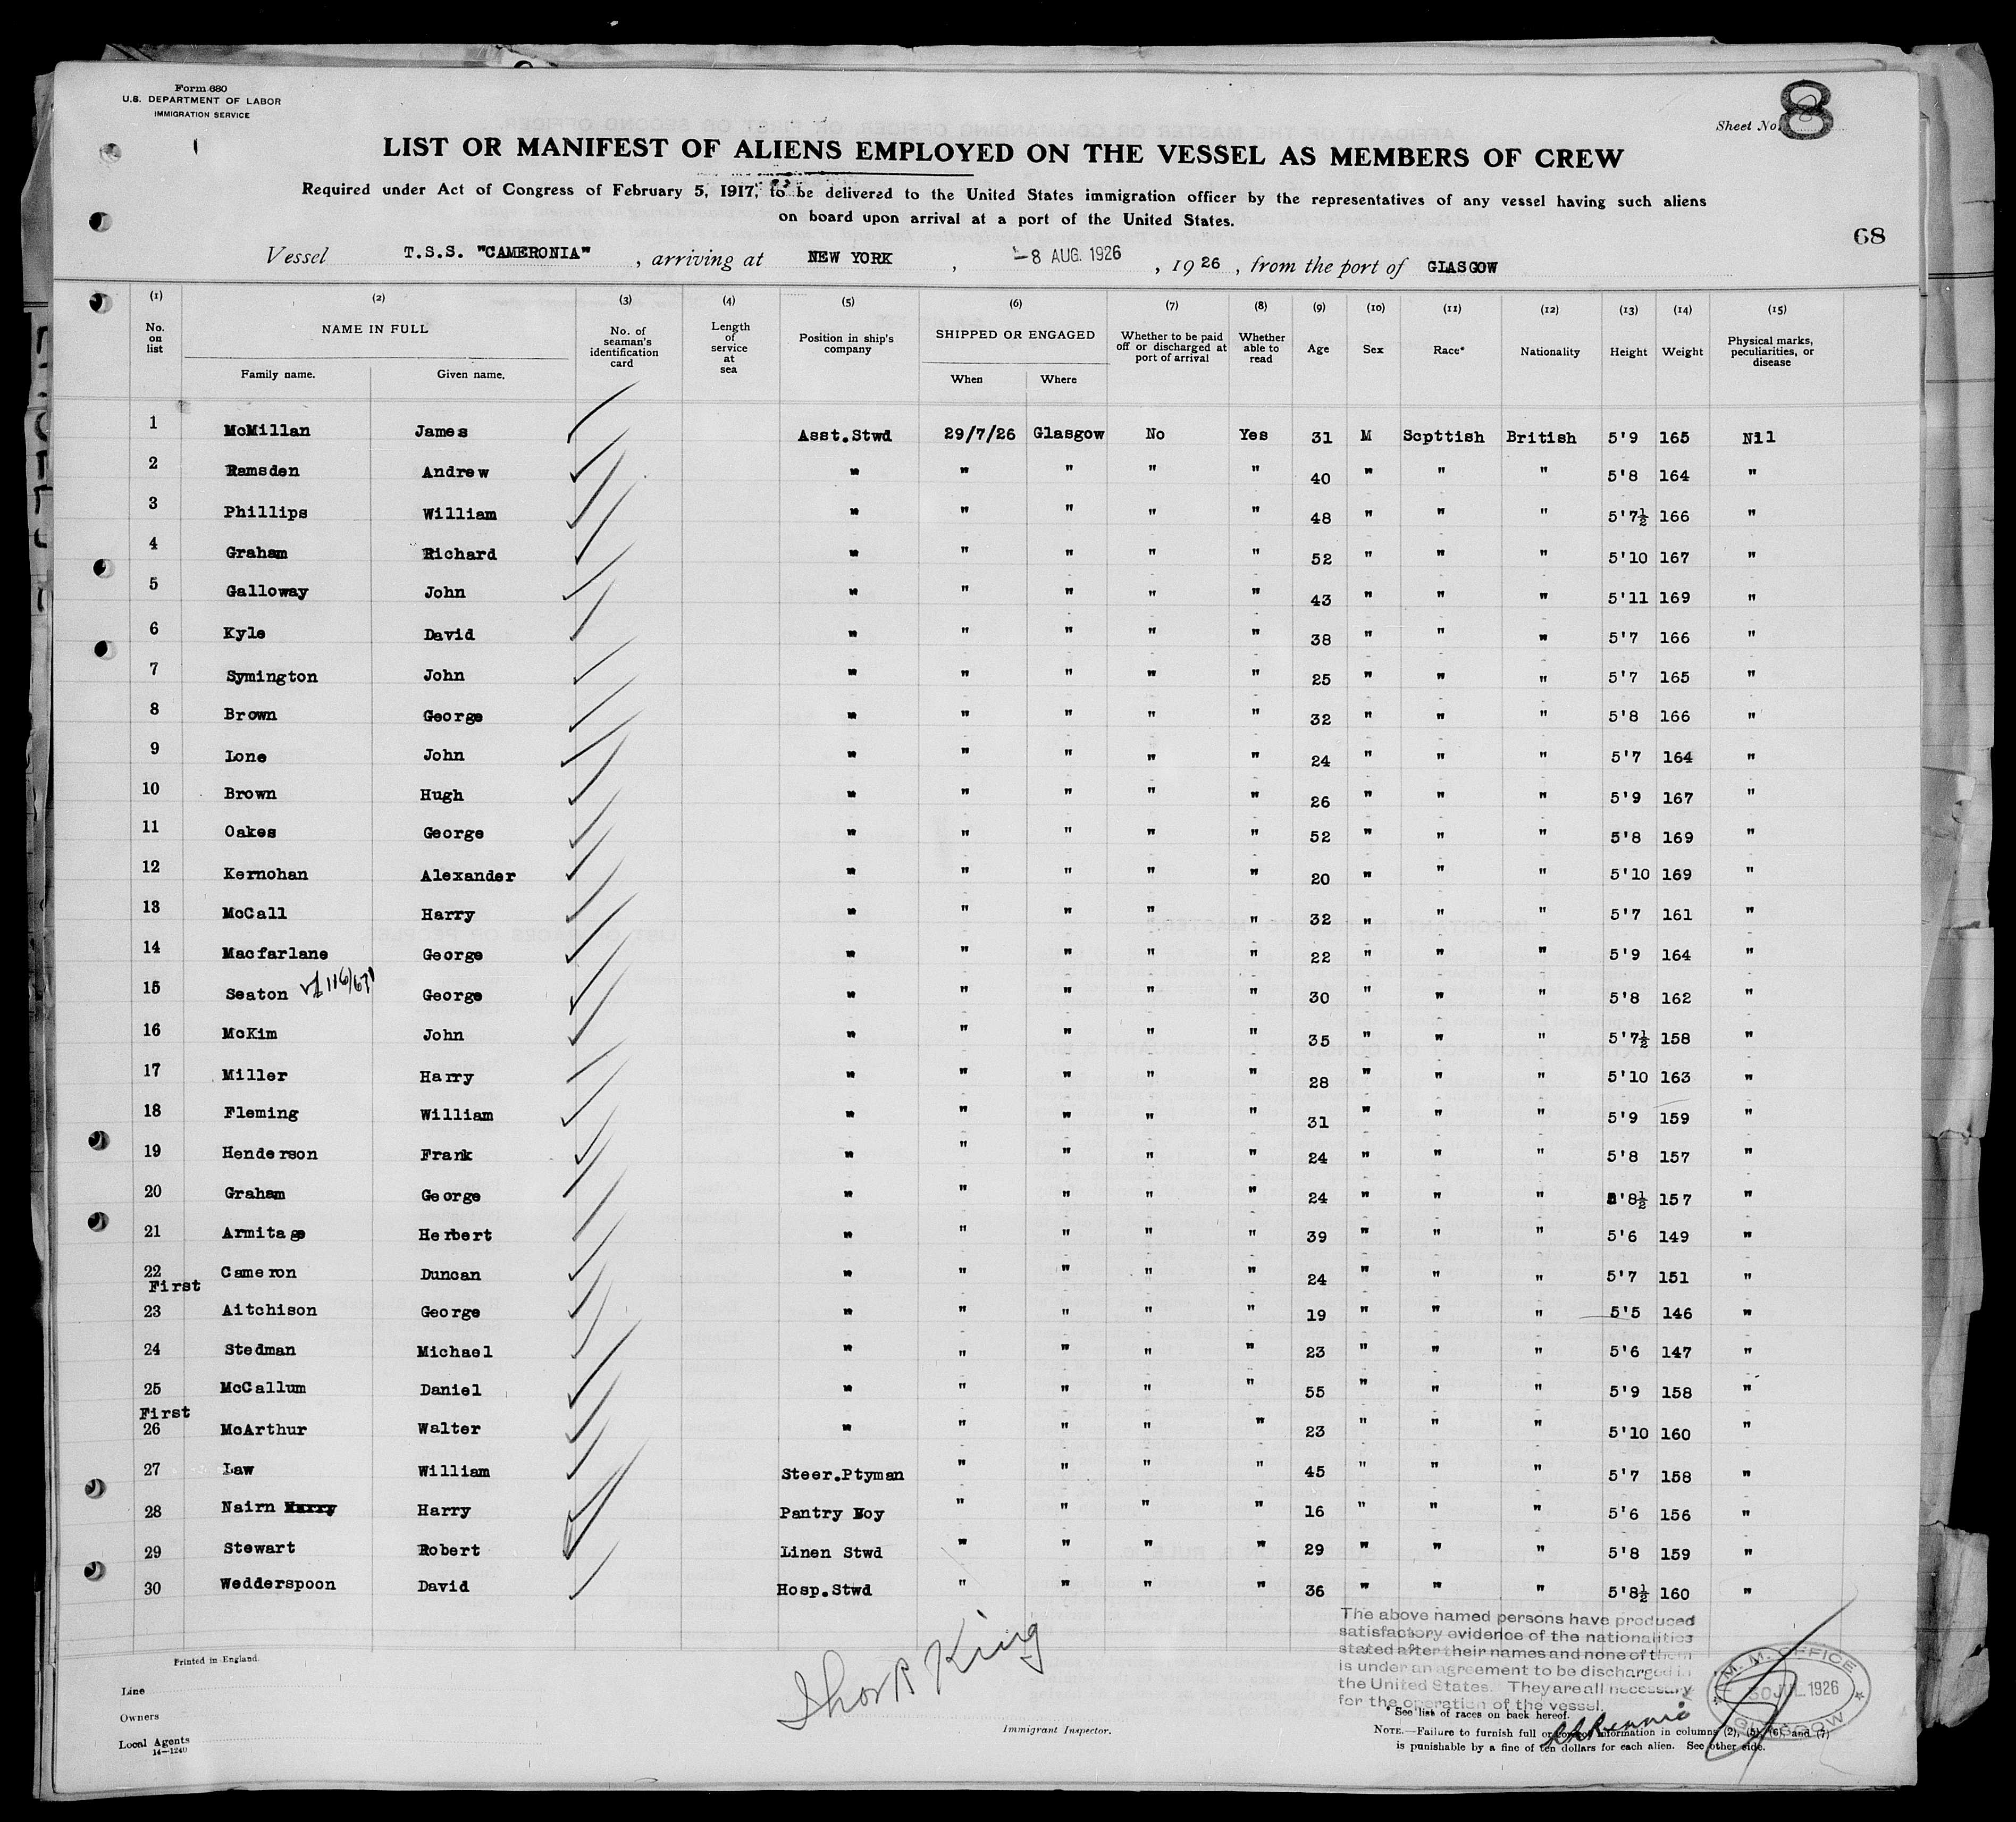 Form 680
U.S. DEPARTMENT OF LABOR
IMMIGRATION SERVICE
Sheet No. 8
LIST OR MANIFEST OF ALIENS EMPLOYED ON THE VESSEL AS MEMBERS OF CREW
Required under Act of Congress of February 5, 1917, to be delivered to the United States immigration officer by the representatives of any vessel having such aliens
on board upon arrival at a port of the United States.
68
Vessel T.S.S. "CAMERONIA", arriving at NEW YORK, -8 AUG. 1926, 1926, from the port of GLASGOW
(1) (2) (3) (4) (5) (6) (7) (8) (9) (10) (11) (12) (13) (14) (15)
No. on list NAME IN FULL Family name. Given name. No. of seaman's identification card Length of service at sea Position in ship's company SHIPPED OR ENGAGED When Where Whether to be paid off or discharged at port of arrival Whether able to read Age Sex Race* Nationality Height Weight Physical marks, peculiarities, or disease
1 McMillan James Asst.Stwd 29/7/26 Glasgow No Yes 31 M Scpttish British 5'9 165 Nil
2 Ramsden Andrew " " " " " 40 " " " 5'8 164 "
3 Phillips William " " " " " 48 " " " 5'7½ 166 "
4 Graham Richard " " " " " 52 " " " 5'10 167 "
5 Galloway John " " " " " 43 " " " 5'11 169 "
6 Kyle David " " " " " 38 " " " 5'7 166 "
7 Symington John " " " " " 25 " " " 5'7 165 "
8 Brown George " " " " " 32 " " " 5'8 166 "
9 Lone John " " " " " 24 " " " 5'7 164 "
10 Brown Hugh " " " " " 26 " " " 5'9 167 "
11 Oakes George " " " " " 52 " " " 5'8 169 "
12 Kernohan Alexander " " " " " 20 " " " 5'10 169 "
13 McCall Harry " " " " " 32 " " " 5'7 161 "
14 Macfarlane George " " " " " 22 " " " 5'9 164 "
15 Seaton George " " " " " 30 " " " 5'8 162 "
16 McKim John " " " " " 35 " " " 5'7½ 158 "
17 Miller Harry " " " " " 28 " " " 5'10 163 "
18 Fleming William " " " " " 31 " " " 5'9 159 "
19 Henderson Frank " " " " " 24 " " " 5'8 157 "
20 Graham George " " " " " 24 " " " 5'8½ 157 "
21 Armitage Herbert " " " " " 39 " " " 5'6 149 "
22 Cameron Duncan " " " " " 24 " " " 5'7 151 "
First
23 Aitchison George " " " " " 19 " " " 5'5 146 "
24 Stedman Michael " " " " " 23 " " " 5'6 147 "
25 McCallum Daniel " " " " " 55 " " " 5'9 158 "
First
26 McArthur Walter " " " " " 23 " " " 5'10 160 "
27 Law William Steer.Ptyman " " " " 45 " " " 5'7 158 "
28 Nairn Harry Harry Pantry Boy " " " " 16 " " " 5'6 156 "
29 Stewart Robert Linen Stwd " " " " 29 " " " 5'8 159 "
30 Wedderspoon David Hosp.Stwd " " " " 36 " " " 5'8½ 160 "
The above named persons have produced
satisfactory evidence of the nationalities
stated after their names and none of them
is under an agreement to be discharged in
the United States. They are all necessary
for the operation of the vessel.
M. M. OFFICE
30 JUL 1926
GLASGOW
Printed in England.
Line
Owners
Local Agents
14-1240
Immigrant Inspector.
* See list of races on back hereof.
NOTE.—Failure to furnish full or correct information in columns (2), (5), (6), and (7)
is punishable by a fine of ten dollars for each alien. See other side.